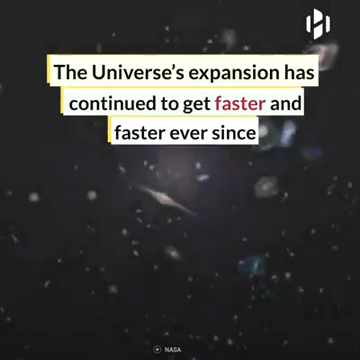 The Universe's expansion has
continued to get faster and
faster ever since
NASA